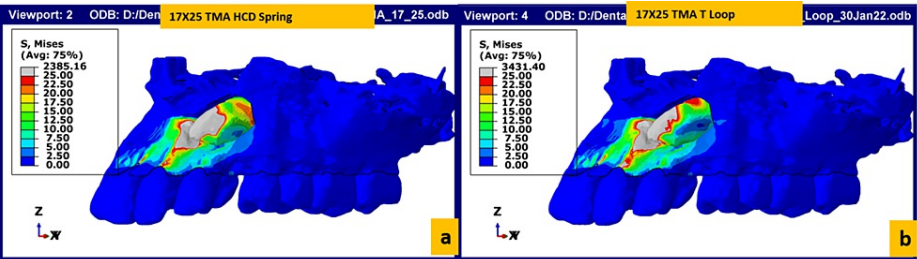 Viewport: 2 ODB: D:/Den
17X25 TMA HCD Spring
A_17_25.odb
S, Mises
(Avg: 75%)
2385.16
25.00
22.50
20.00
17.50
15.00
12.50
10.00
7.50
5.00
2.50
0.00
Z
X
a
Viewport: 4 ODB: D:/Denta
17X25 TMA T Loop
_Loop_30Jan22.odb
S, Mises
(Avg: 75%)
3431.40
25.00
22.50
20.00
17.50
15.00
12.50
10.00
7.50
5.00
2.50
0.00
Z
X
b